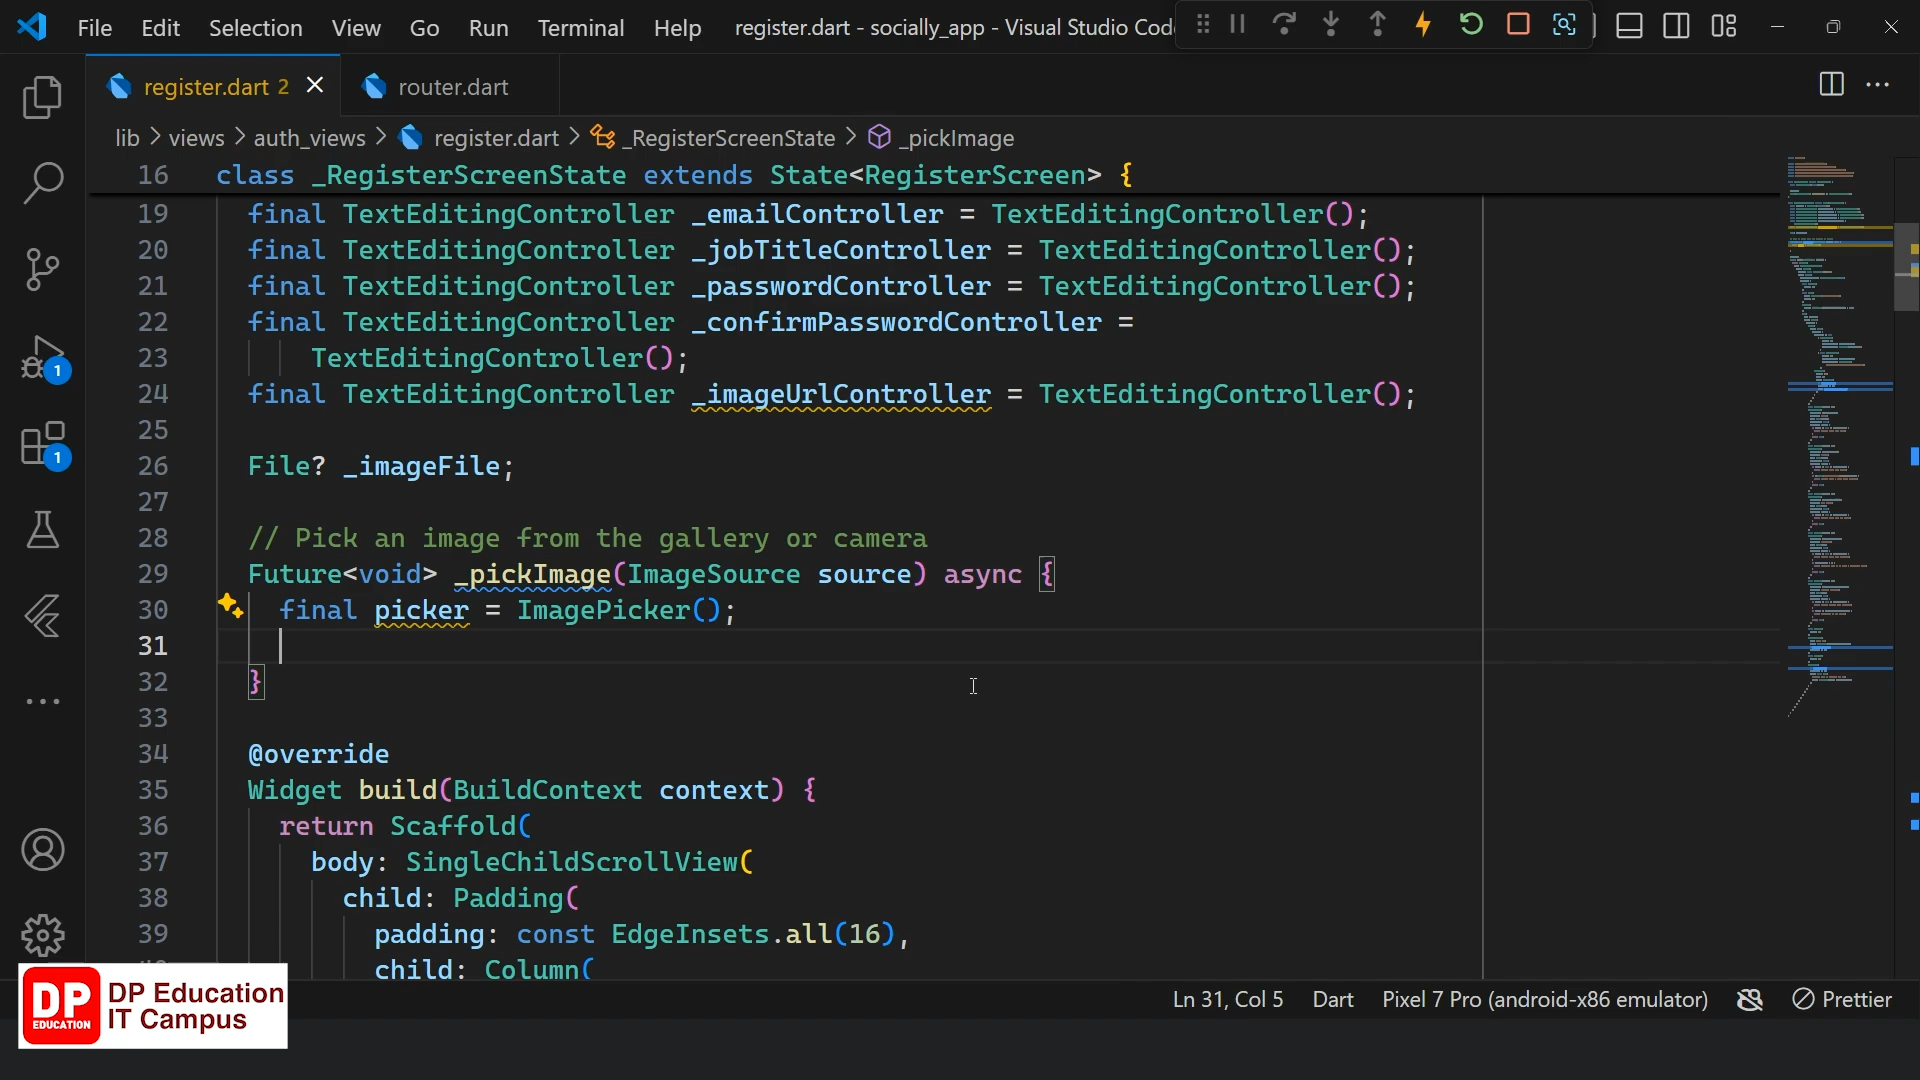 File Edit Selection View Go Run Terminal Help register.dart - socially_app - Visual Studio Cod
register.dart 2 router.dart
lib > views > auth_views > register.dart > _RegisterScreenState > _pickImage
16 class _RegisterScreenState extends State<RegisterScreen> {
19 final TextEditingController _emailController = TextEditingController();
20 final TextEditingController _jobTitleController = TextEditingController();
21 final TextEditingController _passwordController = TextEditingController();
22 final TextEditingController _confirmPasswordController =
23 TextEditingController();
24 final TextEditingController _imageUrlController = TextEditingController();
25
26 File? _imageFile;
27
28 // Pick an image from the gallery or camera
29 Future<void> _pickImage(ImageSource source) async {
30 final picker = ImagePicker();
31
32 }
33
34 @override
35 Widget build(BuildContext context) {
36 return Scaffold(
37 body: SingleChildScrollView(
38 child: Padding(
39 padding: const EdgeInsets.all(16),
child: Column(
1
1
DP EDUCATION
DP Education
IT Campus
Ln 31, Col 5 Dart Pixel 7 Pro (android-x86 emulator) Prettier